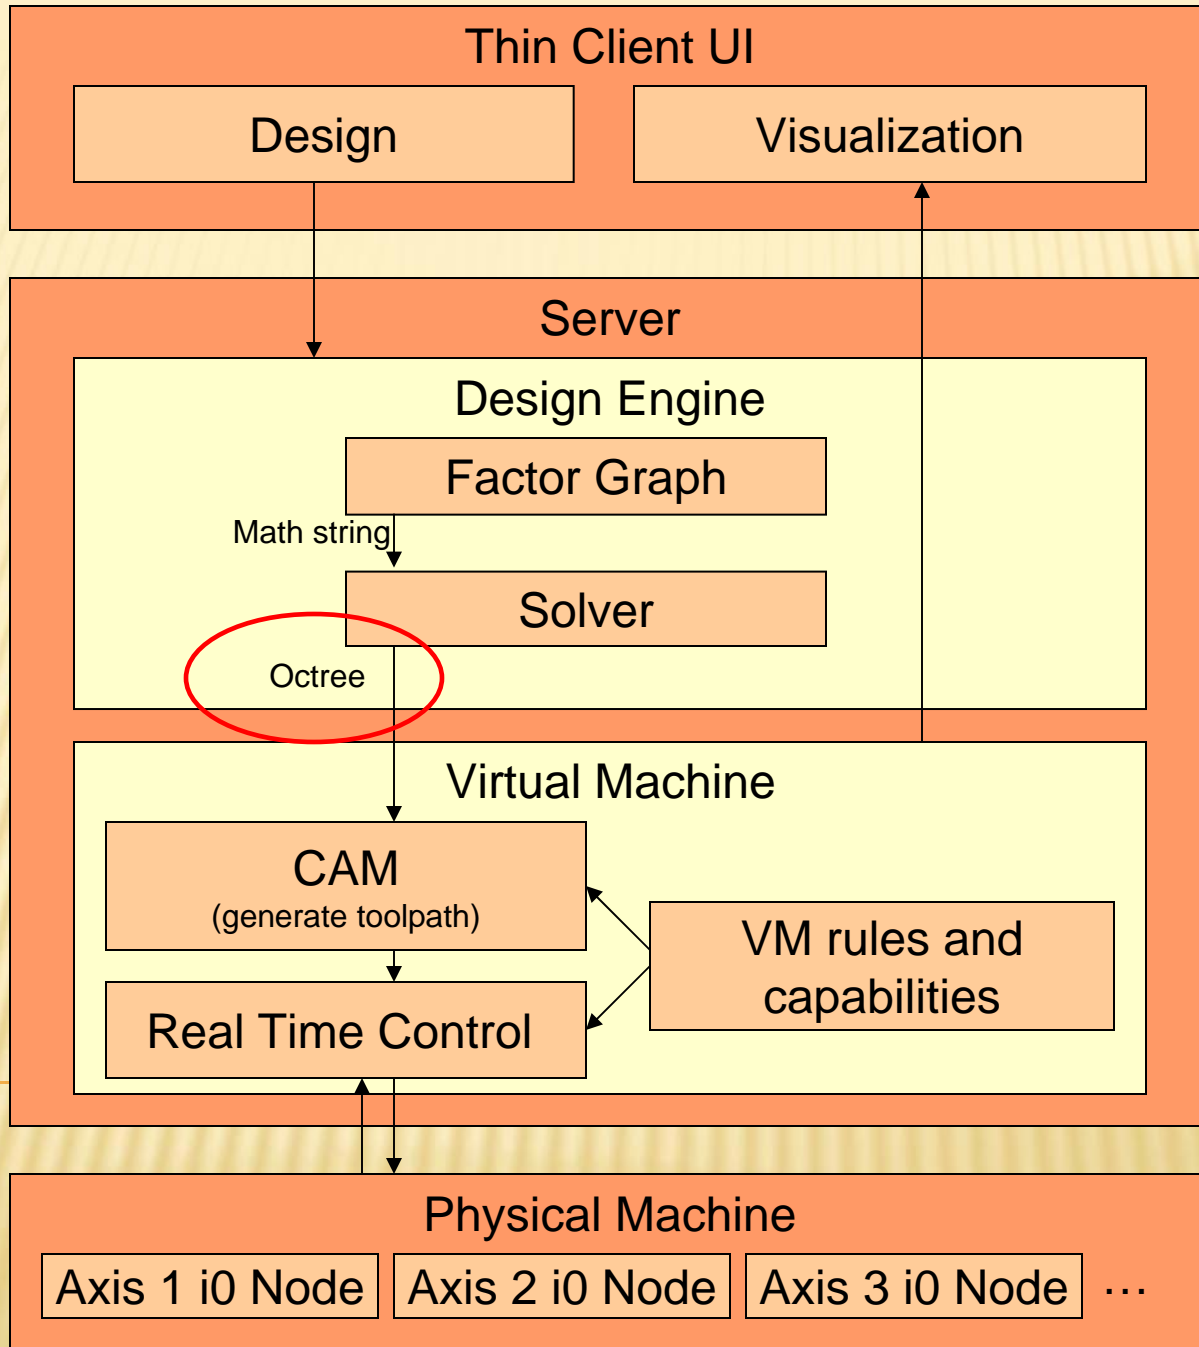 Thin Client UI
Design
Visualization
Server
Design Engine
Factor Graph
Math string
Solver
Octree
Virtual Machine
CAM
(generate toolpath)
VM rules and
capabilities
Real Time Control
Physical Machine
Axis 1 i0 Node
Axis 2 i0 Node
Axis 3 i0 Node
...